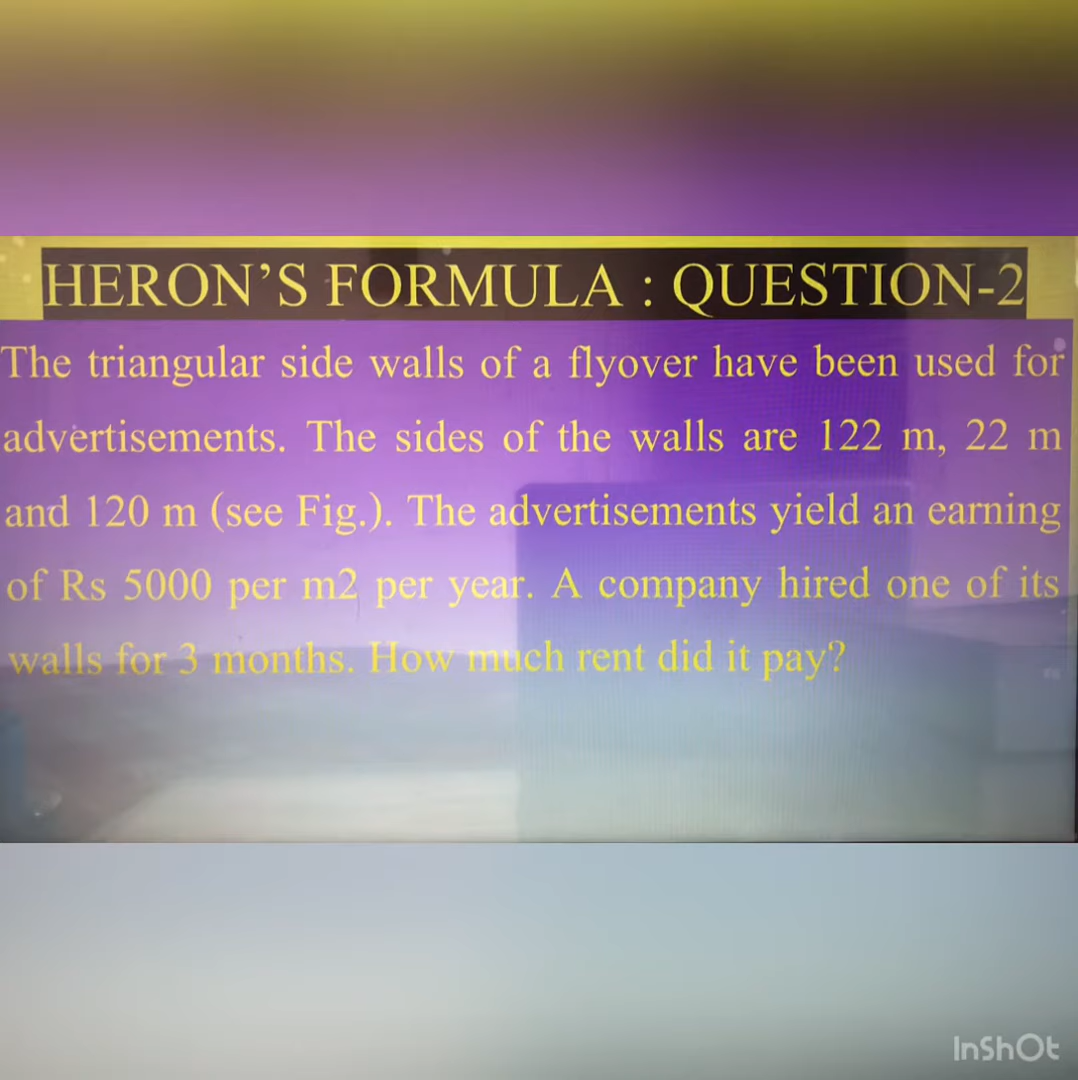 HERON’S FORMULA : QUESTION-2
The triangular side walls of a flyover have been used for
advertisements. The sides of the walls are 122 m, 22 m
and 120 m (see Fig.). The advertisements yield an earning
of Rs 5000 per m2 per year. A company hired one of its
walls for 3 months. How much rent did it pay?
InShOt